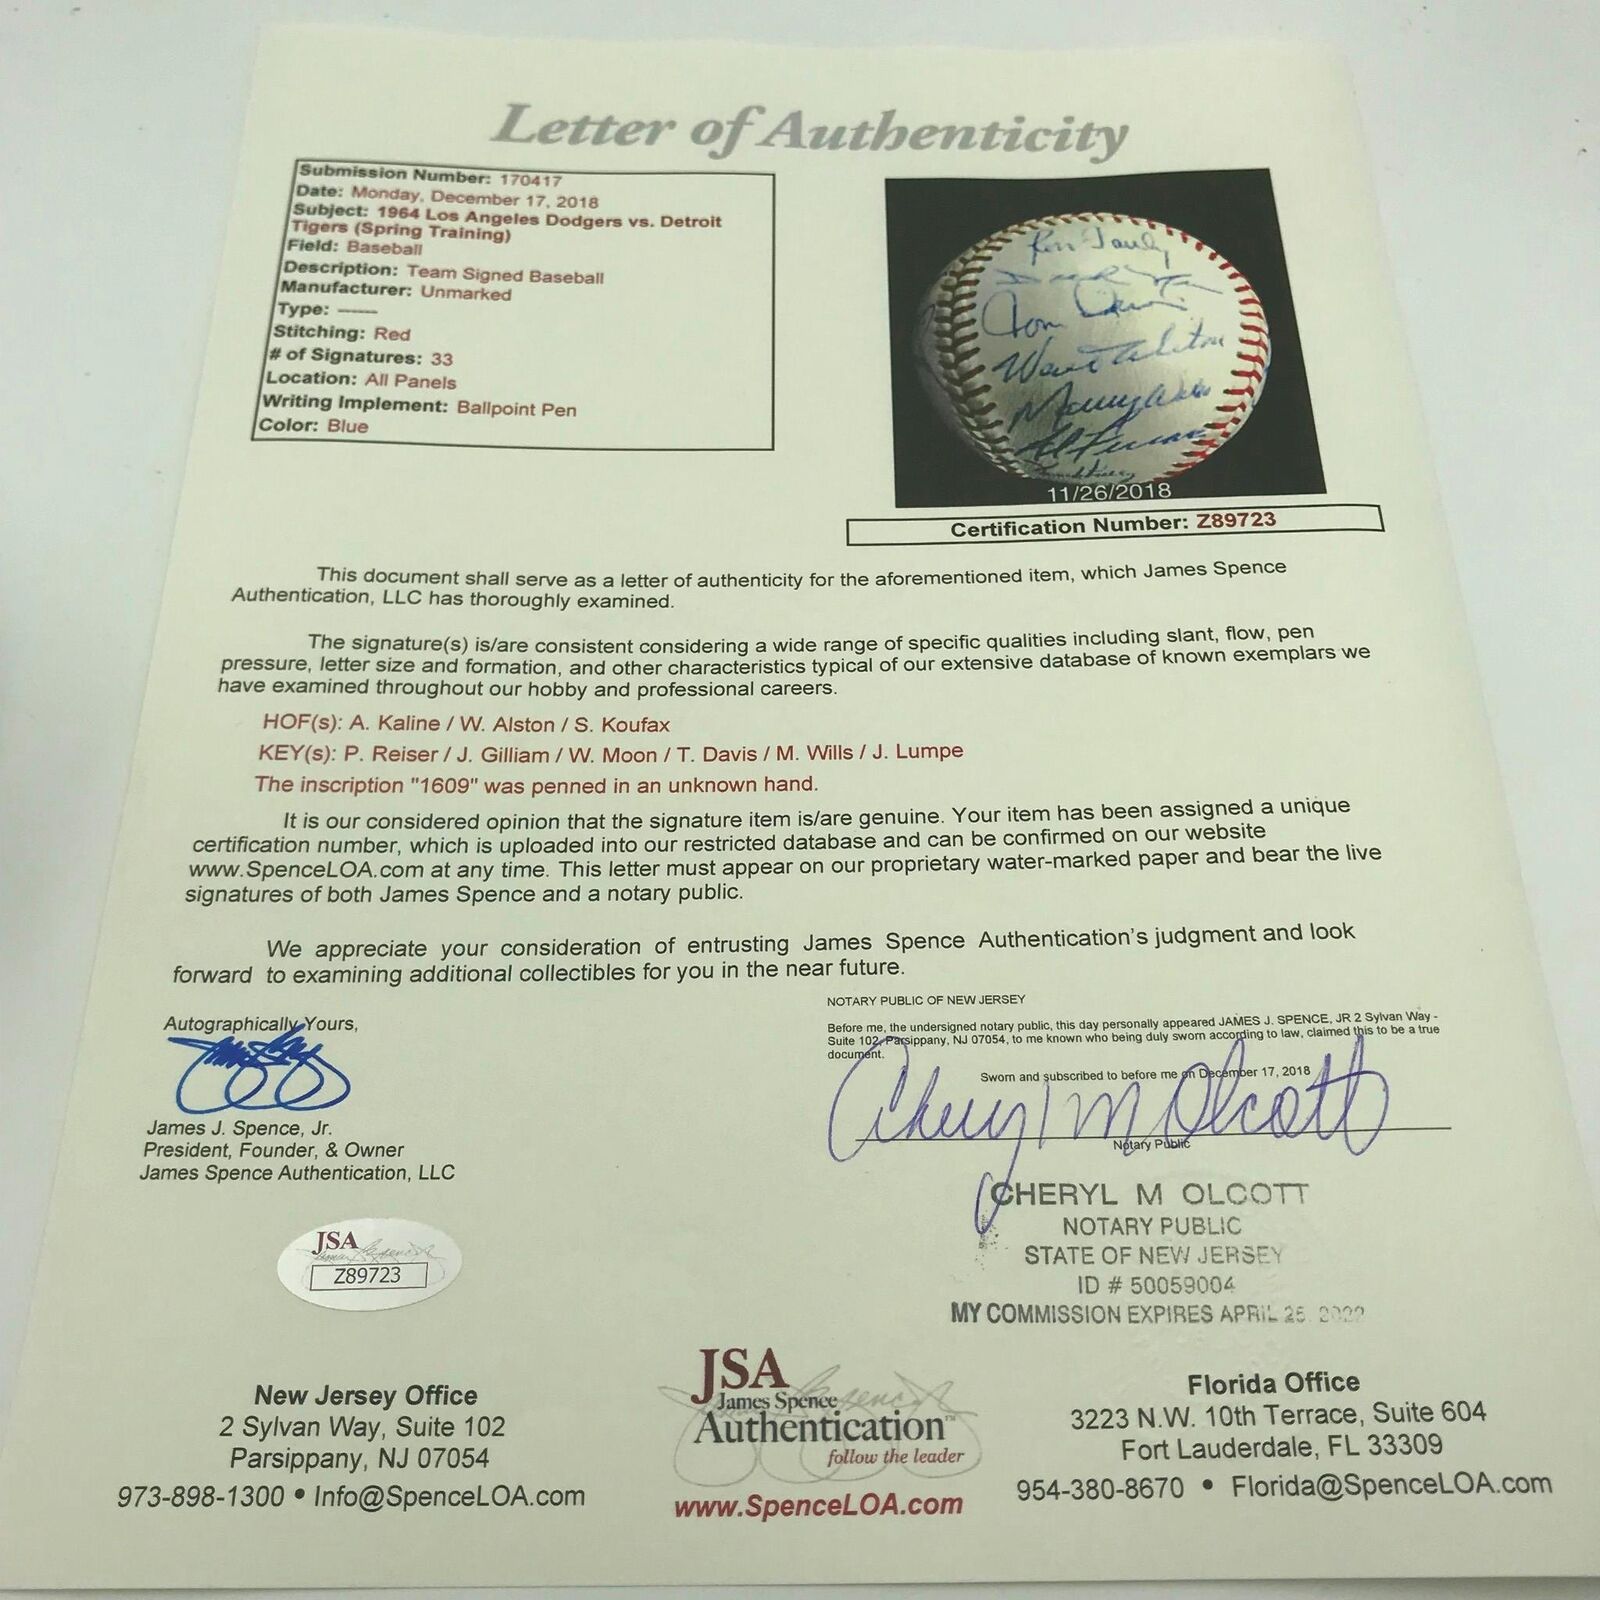 Letter of Authenticity
Submission Number: 170417
Date: Monday, December 17, 2018
Subject: 1964 Los Angeles Dodgers vs. Detroit
Tigers (Spring Training)
Field: Baseball
Description: Team Signed Baseball
Manufacturer: Unmarked
Type: -----
Stitching: Red
# of Signatures: 33
Location: All Panels
Writing Implement: Ballpoint Pen
Color: Blue
Ron
Tom
Walt Alston
Maury Wills
Al Ferrara
11/26/2018
Certification Number: Z89723
This document shall serve as a letter of authenticity for the aforementioned item, which James Spence
Authentication, LLC has thoroughly examined.
The signature(s) is/are consistent considering a wide range of specific qualities including slant, flow, pen
pressure, letter size and formation, and other characteristics typical of our extensive database of known exemplars we
have examined throughout our hobby and professional careers.
HOF(s): A. Kaline / W. Alston / S. Koufax
KEY(s): P. Reiser / J. Gilliam / W. Moon / T. Davis / M. Wills / J. Lumpe
The inscription "1609" was penned in an unknown hand.
It is our considered opinion that the signature item is/are genuine. Your item has been assigned a unique
certification number, which is uploaded into our restricted database and can be confirmed on our website
www.SpenceLOA.com at any time. This letter must appear on our proprietary water-marked paper and bear the live
signatures of both James Spence and a notary public.
We appreciate your consideration of entrusting James Spence Authentication's judgment and look
forward to examining additional collectibles for you in the near future.
NOTARY PUBLIC OF NEW JERSEY
Before me, the undersigned notary public, this day personally appeared JAMES J. SPENCE, JR 2 Sylvan Way -
Suite 102, Parsippany, NJ 07054, to me known who being duly sworn according to law, claimed this to be a true
document.
Sworn and subscribed to before me on December 17, 2018
Cheryl M Olcott
Notary Public
Autographically Yours,
James J. Spence, Jr.
President, Founder, & Owner
James Spence Authentication, LLC
CHERYL M OLCOTT
NOTARY PUBLIC
STATE OF NEW JERSEY
ID # 50059004
MY COMMISSION EXPIRES APRIL 25, 2022
JSA
Z89723
New Jersey Office
2 Sylvan Way, Suite 102
Parsippany, NJ 07054
973-898-1300 • Info@SpenceLOA.com
JSA
James Spence
Authentication™
follow the leader
www.SpenceLOA.com
Florida Office
3223 N.W. 10th Terrace, Suite 604
Fort Lauderdale, FL 33309
954-380-8670 • Florida@SpenceLOA.com